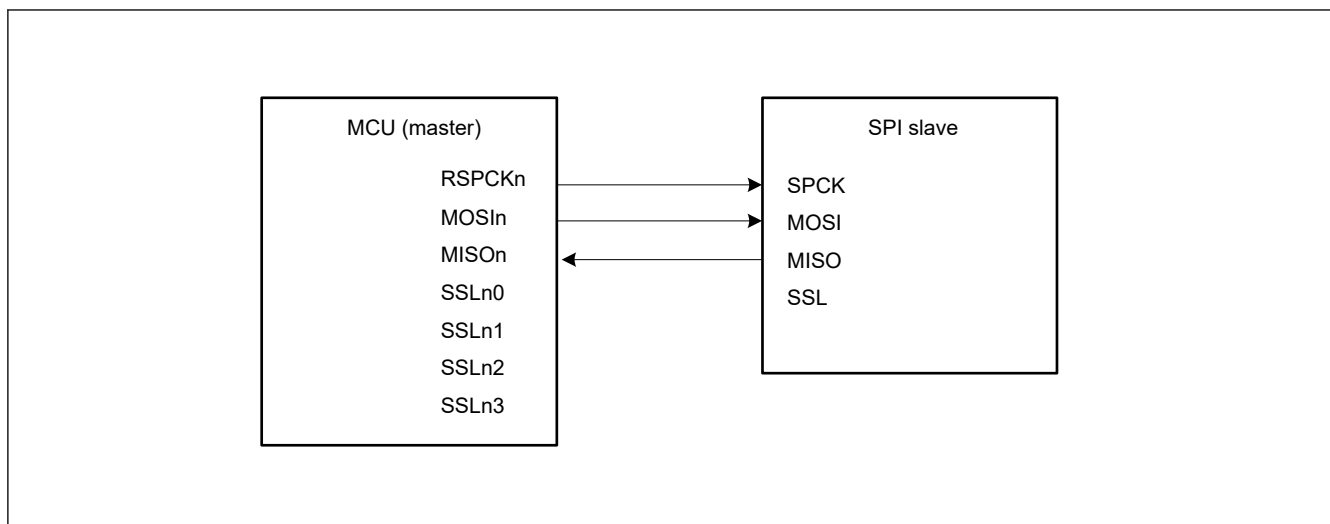 MCU (master)
RSPCKn
MOSIn
MISOn
SSLn0
SSLn1
SSLn2
SSLn3
SPI slave
SPCK
MOSI
MISO
SSL